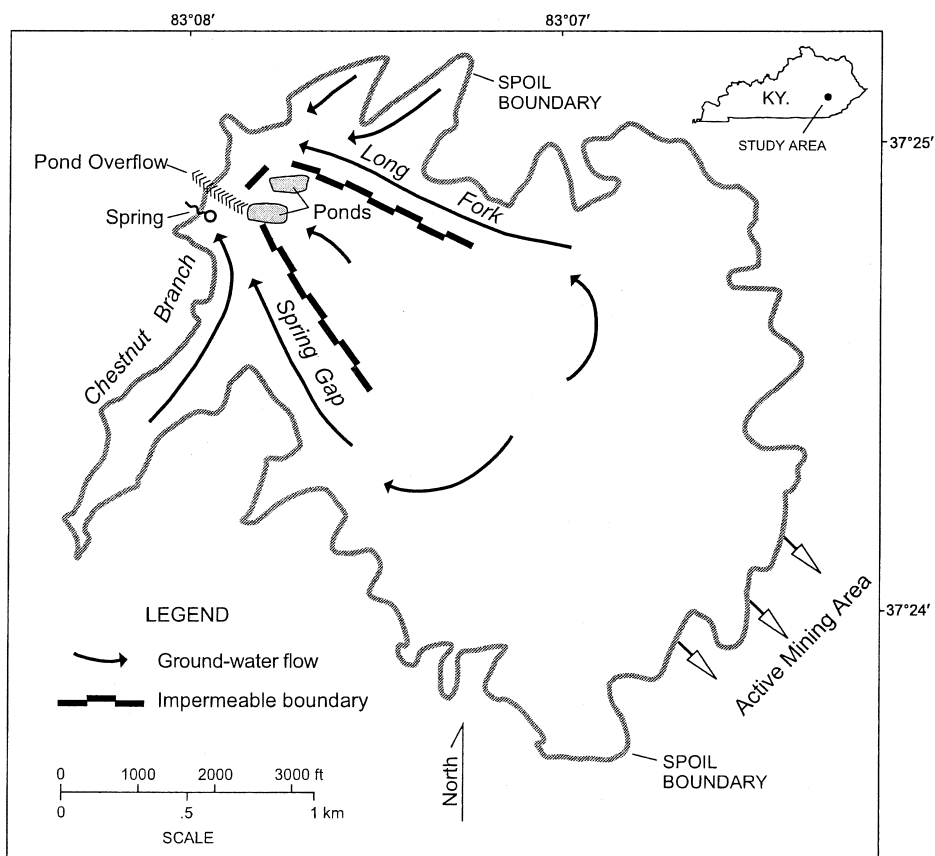 83°08′
83°07′
SPOIL
BOUNDARY
KY.
STUDY AREA
37°25′
Pond Overflow
Long
Fork
Ponds
Spring
Chestnut Branch
Spring Gap
37°24′
Active Mining Area
LEGEND
Ground-water flow
Impermeable boundary
SPOIL
BOUNDARY
North
0 1000 2000 3000 ft
0 .5 1 km
SCALE